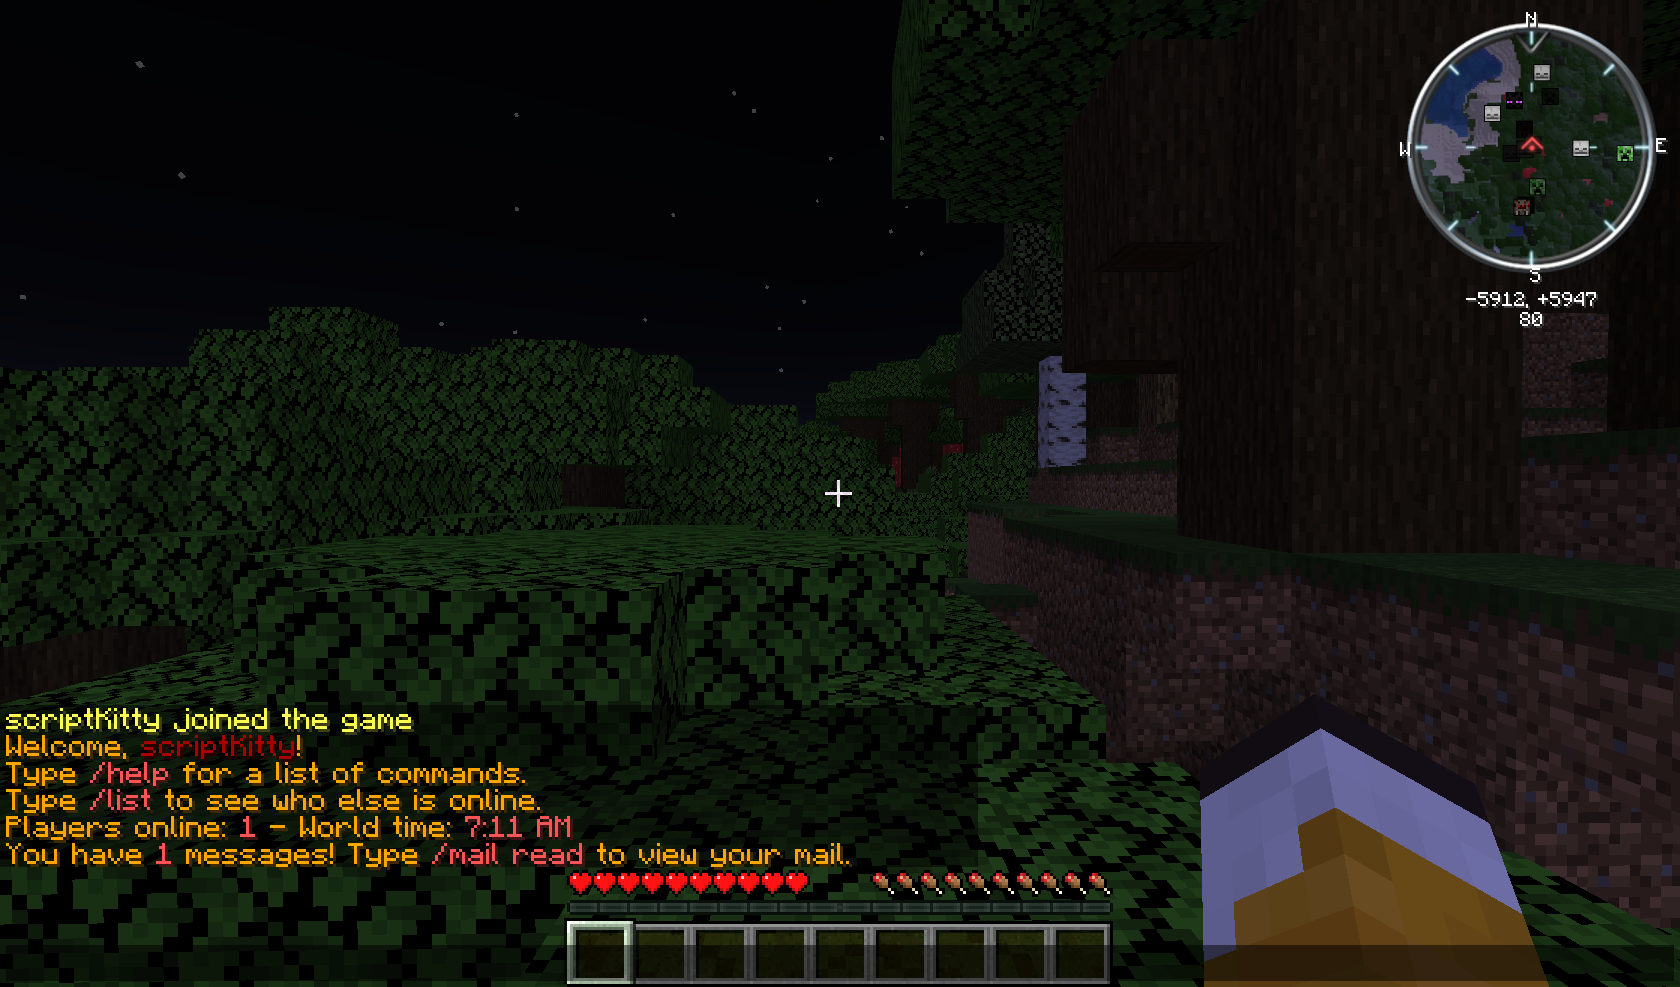 N
W
E
S
-5912, +5947
80
scriptKitty joined the game
Welcome, scriptKitty!
Type /help for a list of commands.
Type /list to see who else is online.
Players online: 1 - World time: 7:11 AM
You have 1 messages! Type /mail read to view your mail.